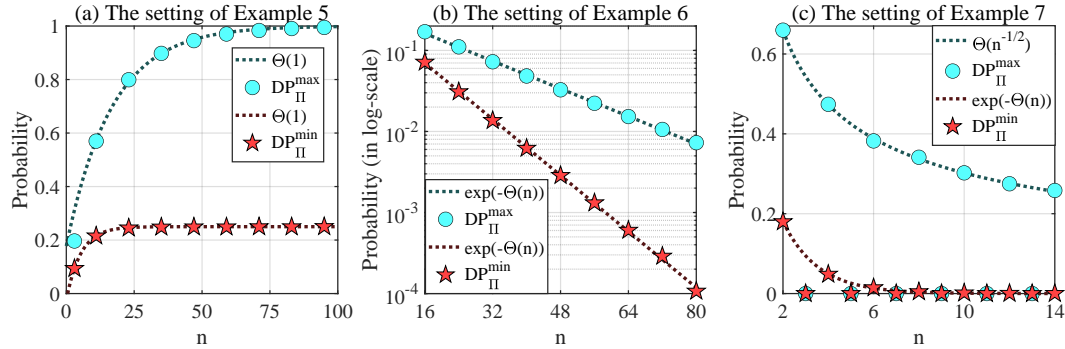 (a) The setting of Example 5
Probability
1
0.8
0.6
0.4
0.2
0
0
25
50
75
100
n
Θ(1)
DP_Π^max
Θ(1)
DP_Π^min
(b) The setting of Example 6
Probability (in log-scale)
10^-1
10^-2
10^-3
10^-4
16
32
48
64
80
n
exp(-Θ(n))
DP_Π^max
exp(-Θ(n))
DP_Π^min
(c) The setting of Example 7
Probability
0.6
0.4
0.2
0
2
6
10
14
n
Θ(n^-1/2)
DP_Π^max
exp(-Θ(n))
DP_Π^min